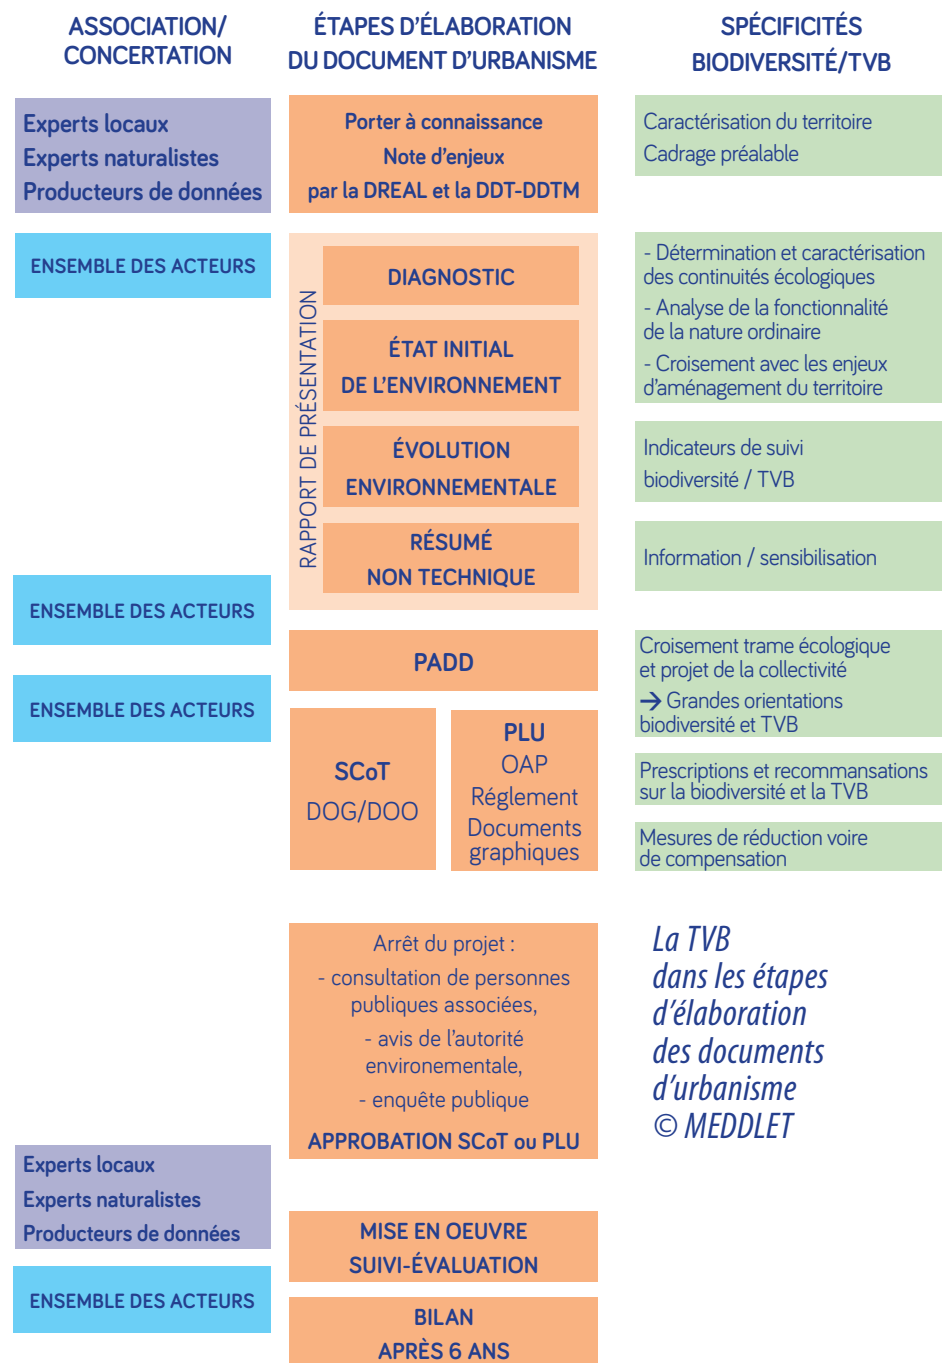 ASSOCIATION/
CONCERTATION
ÉTAPES D'ÉLABORATION
DU DOCUMENT D'URBANISME
SPÉCIFICITÉS
BIODIVERSITÉ/TVB
Experts locaux
Experts naturalistes
Producteurs de données
Porter à connaissance
Note d'enjeux
par la DREAL et la DDT-DDTM
Caractérisation du territoire
Cadrage préalable
ENSEMBLE DES ACTEURS
RAPPORT DE PRÉSENTATION
DIAGNOSTIC
ÉTAT INITIAL
DE L'ENVIRONNEMENT
ÉVOLUTION
ENVIRONNEMENTALE
RÉSUMÉ
NON TECHNIQUE
- Détermination et caractérisation
des continuités écologiques
- Analyse de la fonctionnalité
de la nature ordinaire
- Croisement avec les enjeux
d'aménagement du territoire
Indicateurs de suivi
biodiversité / TVB
Information / sensibilisation
ENSEMBLE DES ACTEURS
PADD
Croisement trame écologique
et projet de la collectivité
→ Grandes orientations
biodiversité et TVB
ENSEMBLE DES ACTEURS
SCoT
DOG/DOO
PLU
OAP
Réglement
Documents
graphiques
Prescriptions et recommansations
sur la biodiversité et la TVB
Mesures de réduction voire
de compensation
Arrêt du projet :
- consultation de personnes
publiques associées,
- avis de l'autorité
environementale,
- enquête publique
APPROBATION SCoT ou PLU
La TVB
dans les étapes
d'élaboration
des documents
d'urbanisme
© MEDDLET
Experts locaux
Experts naturalistes
Producteurs de données
MISE EN OEUVRE
SUIVI-ÉVALUATION
ENSEMBLE DES ACTEURS
BILAN
APRÈS 6 ANS